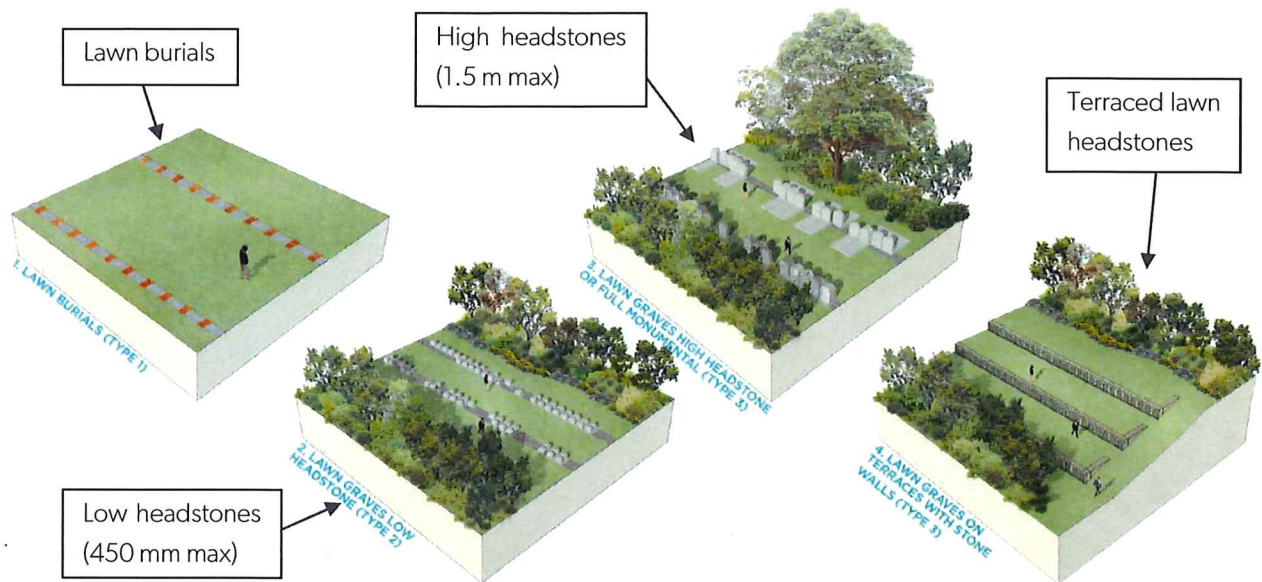 Lawn burials
High headstones
(1.5 m max)
Terraced lawn
headstones
1. LAWN BURIALS (TYPE 1)
3. LAWN GRAVES HIGH HEADSTONE
OR FULL MONUMENTAL (TYPE 3)
2. LAWN GRAVES LOW
HEADSTONE (TYPE 2)
4. LAWN GRAVES ON
TERRACES WITH STONE
WALLS (TYPE 3)
Low headstones
(450 mm max)